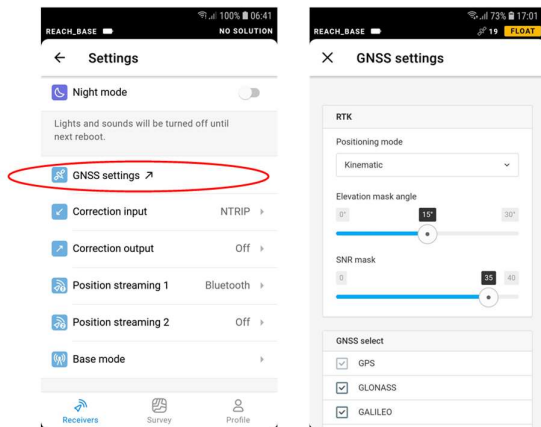 100% 06:41
REACH_BASE NO SOLUTION
Settings
Night mode
Lights and sounds will be turned off until
next reboot.
GNSS settings
Correction input NTRIP
Correction output Off
Position streaming 1 Bluetooth
Position streaming 2 Off
Base mode
Receivers Survey Profile
73% 17:01
REACH_BASE 19 FLOAT
GNSS settings
RTK
Positioning mode
Kinematic
Elevation mask angle
0° 15° 30°
SNR mask
0 35 40
GNSS select
GPS
GLONASS
GALILEO